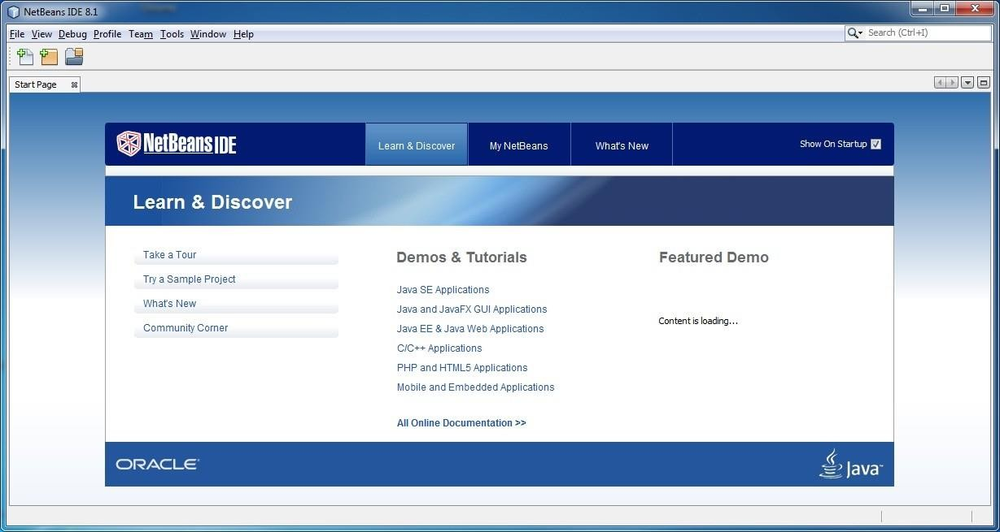 NetBeans IDE 8.1
File View Debug Profile Team Tools Window Help
Search (Ctrl+I)
Start Page
NetBeans IDE
Learn & Discover
My NetBeans
What's New
Show On Startup
Learn & Discover
Take a Tour
Try a Sample Project
What's New
Community Corner
Demos & Tutorials
Java SE Applications
Java and JavaFX GUI Applications
Java EE & Java Web Applications
C/C++ Applications
PHP and HTML5 Applications
Mobile and Embedded Applications
All Online Documentation >>
Featured Demo
Content is loading...
ORACLE
Java